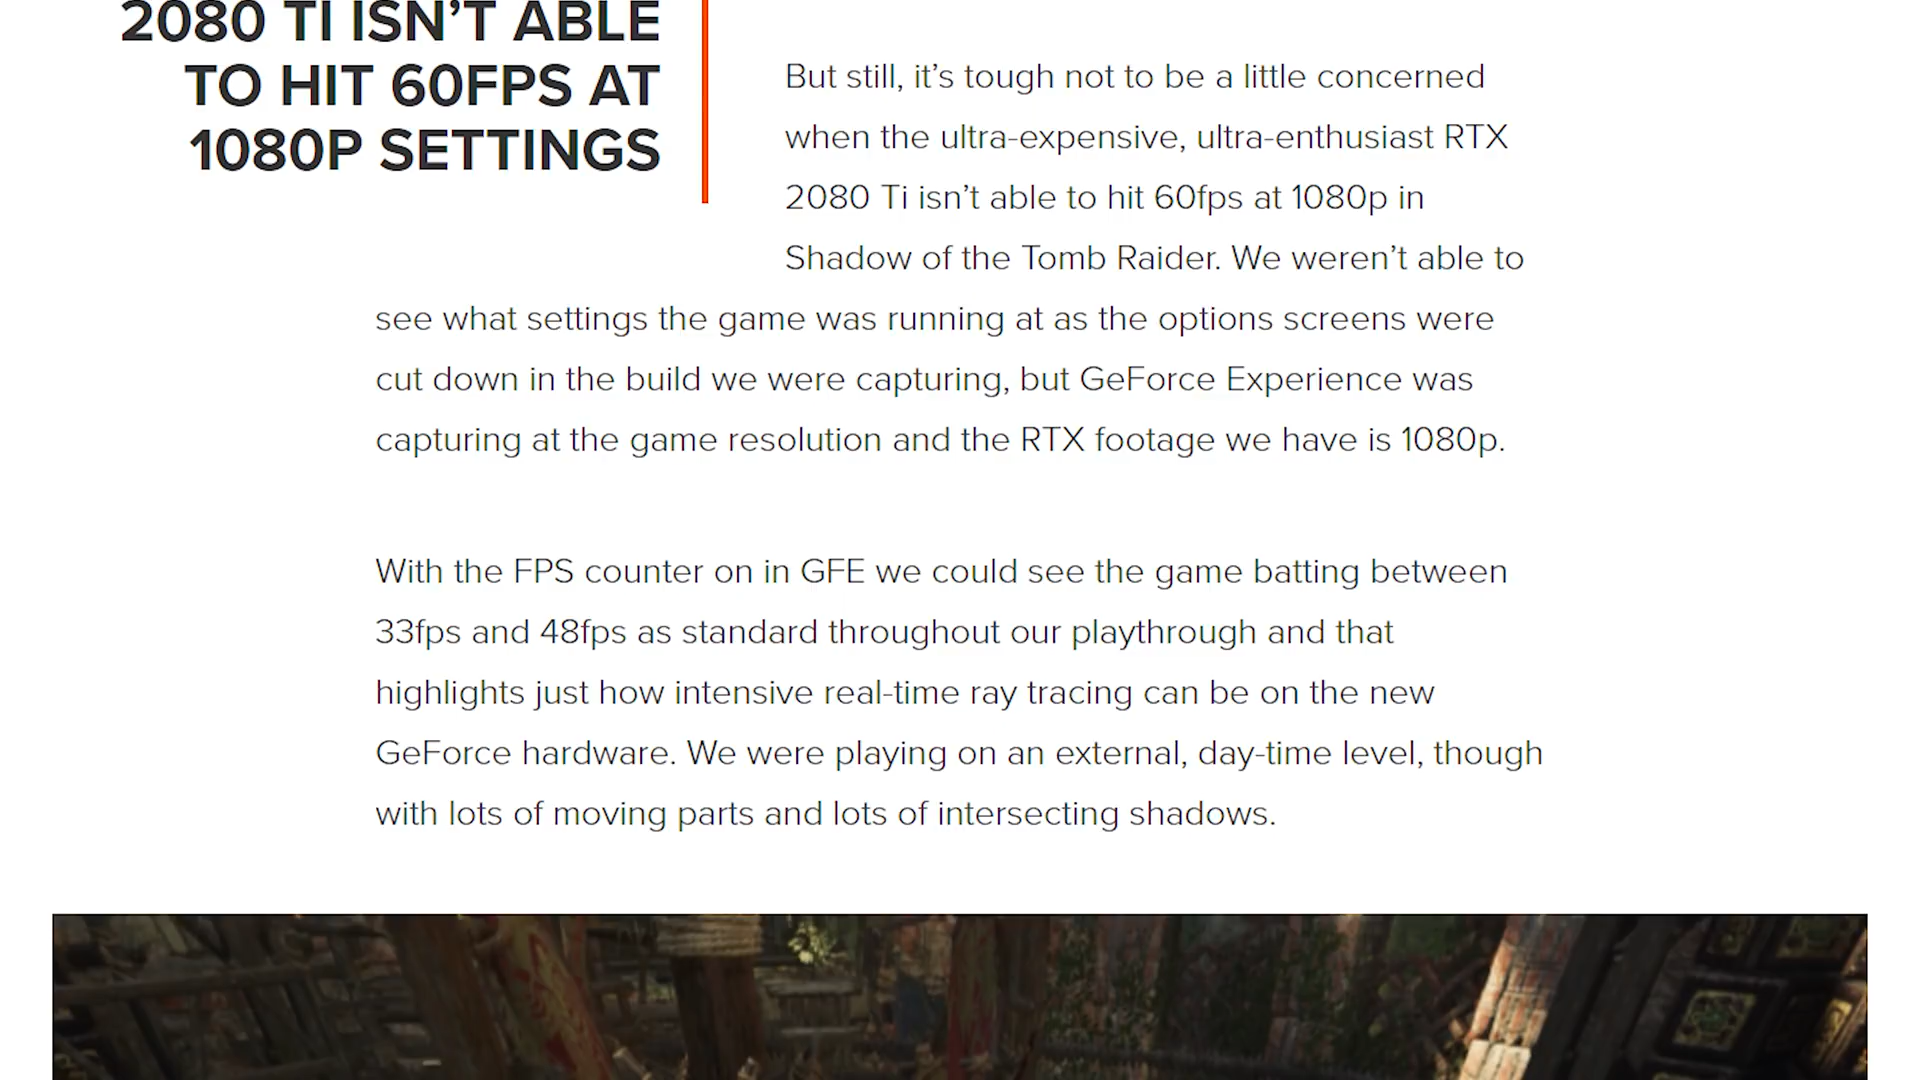 2080 TI ISN’T ABLE
TO HIT 60FPS AT
1080P SETTINGS
But still, it’s tough not to be a little concerned
when the ultra-expensive, ultra-enthusiast RTX
2080 Ti isn’t able to hit 60fps at 1080p in
Shadow of the Tomb Raider. We weren’t able to
see what settings the game was running at as the options screens were
cut down in the build we were capturing, but GeForce Experience was
capturing at the game resolution and the RTX footage we have is 1080p.
With the FPS counter on in GFE we could see the game batting between
33fps and 48fps as standard throughout our playthrough and that
highlights just how intensive real-time ray tracing can be on the new
GeForce hardware. We were playing on an external, day-time level, though
with lots of moving parts and lots of intersecting shadows.